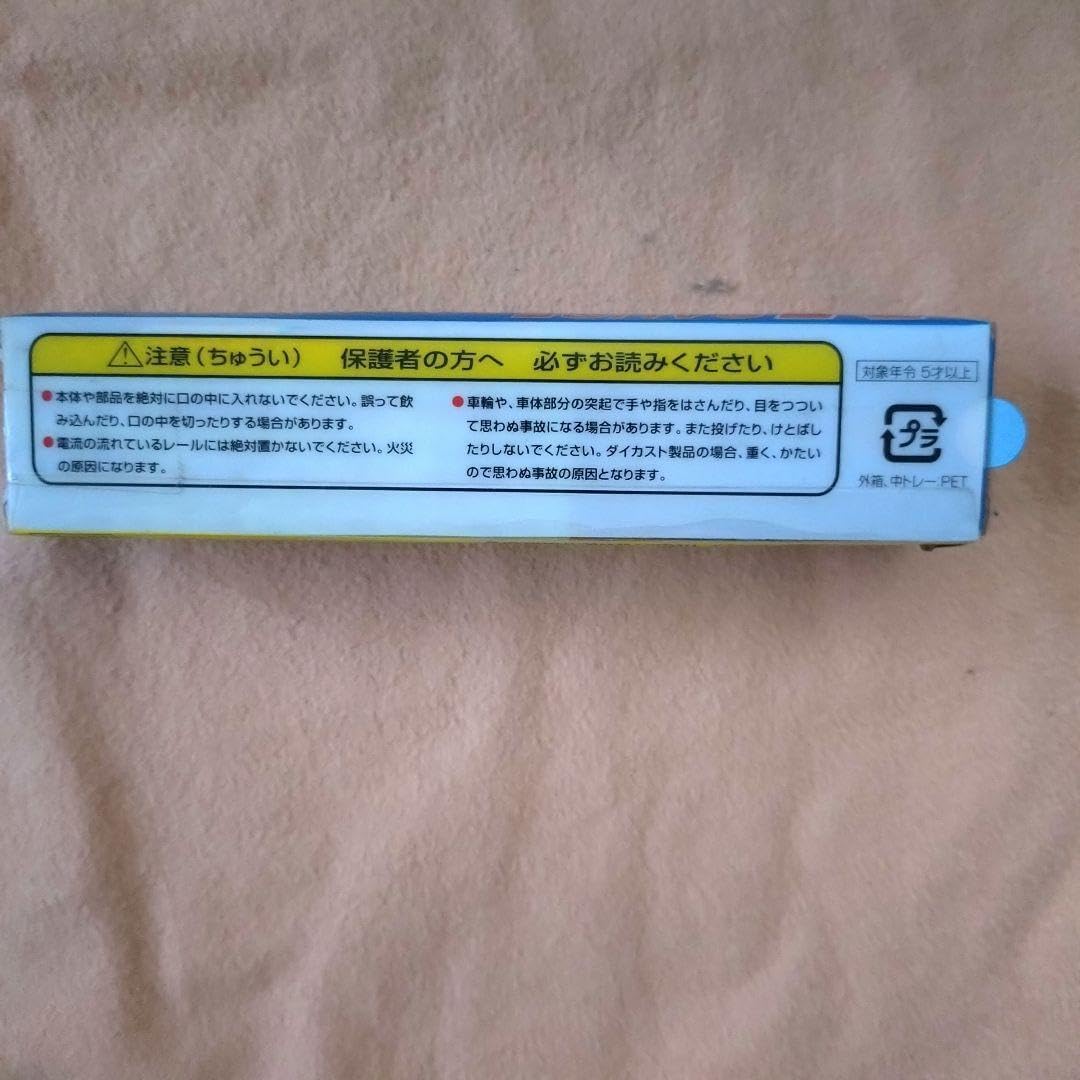 ⚠注意(ちゅうい) 保護者の方へ 必ずお読みください
●本体や部品を絶対に口の中に入れないでください。誤って飲
み込んだり、口の中を切ったりする場合があります。
●電流の流れているレールには絶対置かないでください。火災
の原因になります。
●車輪や、車体部分の突起で手や指をはさんだり、目をつつい
て思わぬ事故になる場合があります。また投げたり、けとばし
たりしないでください。ダイカスト製品の場合、重く、かたい
ので思わぬ事故の原因となります。
対象年令 5才以上
プラ
外箱、中トレー:PET